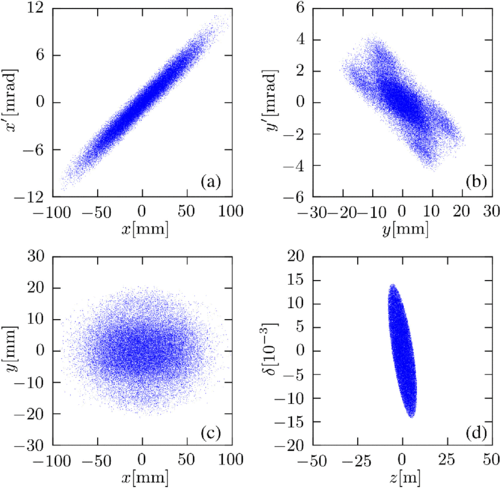 12
6
0
−6
−12
x′[mrad]
(a)
−100 −50 0 50 100
x[mm]
6
4
2
0
−2
−4
−6
y′[mrad]
(b)
−30 −20 −10 0 10 20 30
y[mm]
30
20
10
0
−10
−20
−30
y[mm]
(c)
−100 −50 0 50 100
x[mm]
20
15
10
5
0
−5
−10
−15
−20
δ[10⁻³]
(d)
−50 −25 0 25 50
z[m]